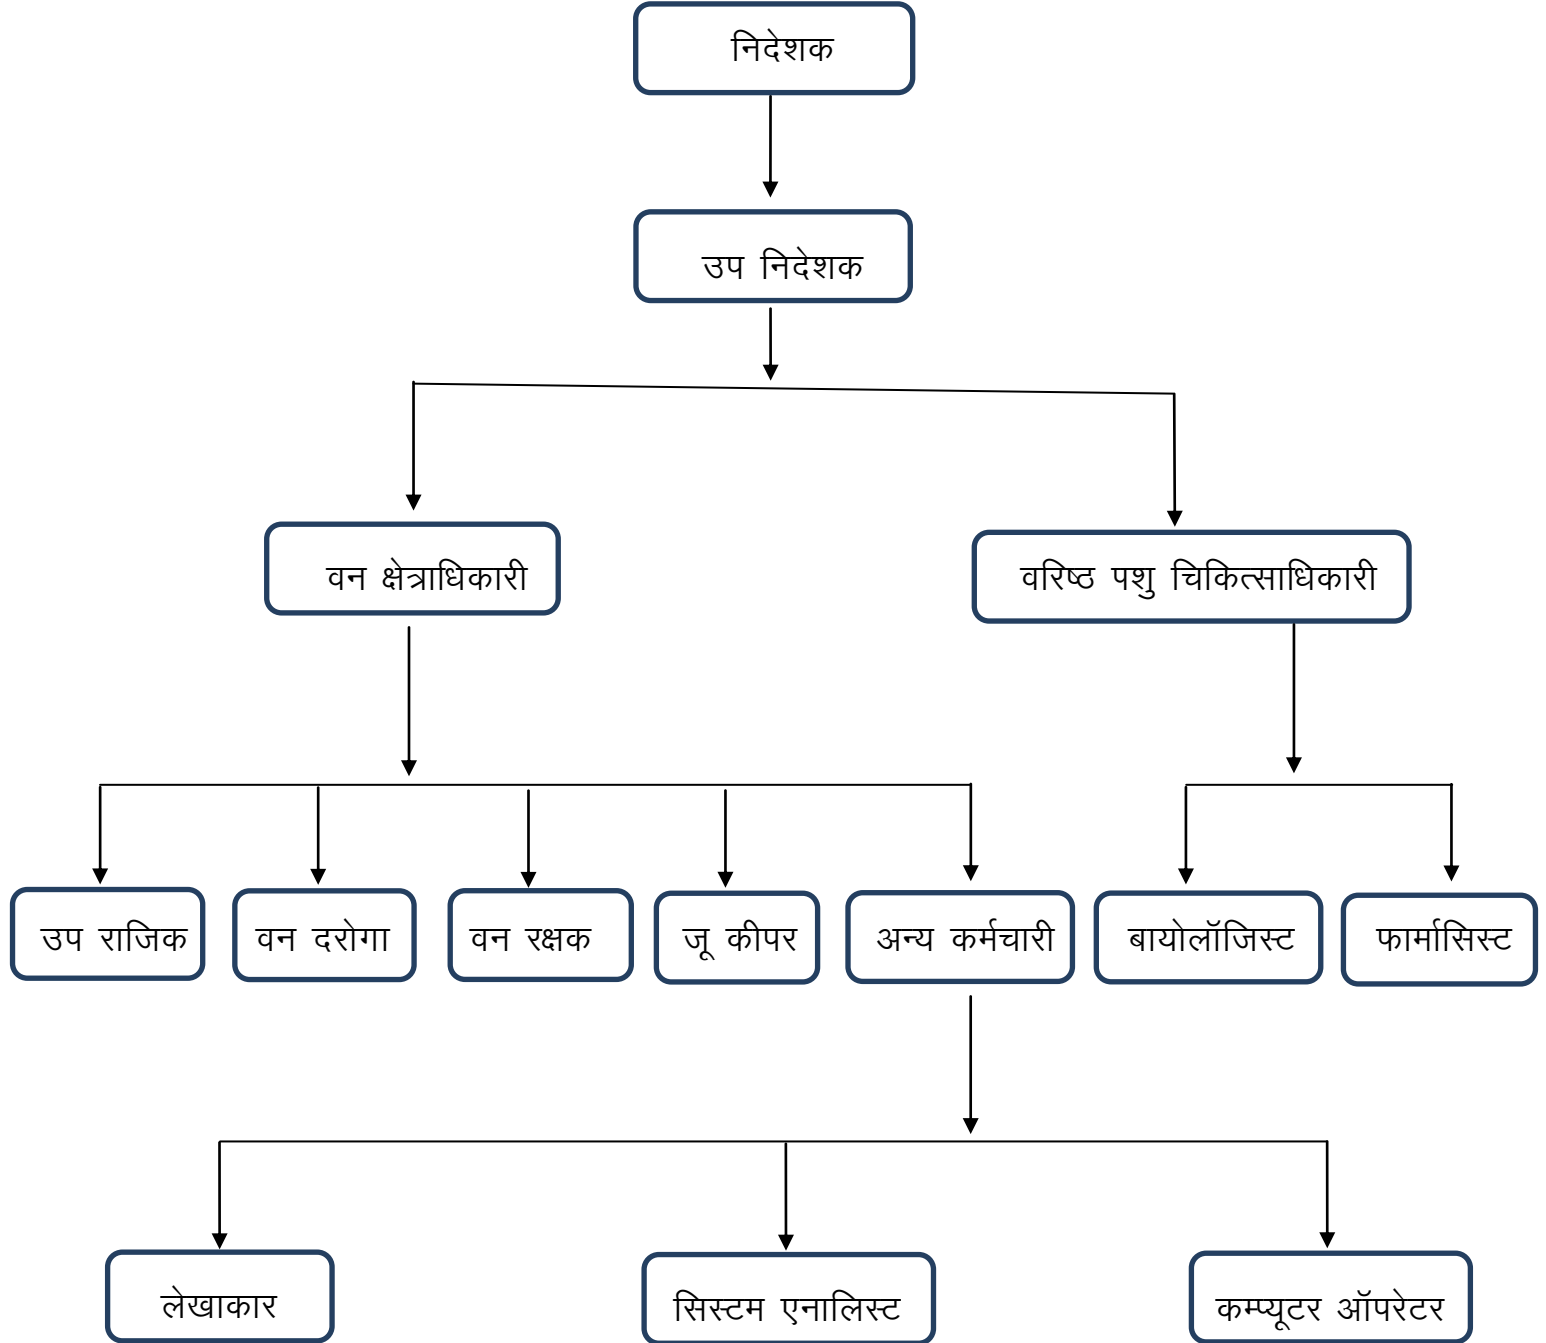 निदेशक
उप निदेशक
वन क्षेत्राधिकारी
वरिष्ठ पशु चिकित्साधिकारी
उप राजिक
वन दरोगा
वन रक्षक
जू कीपर
अन्य कर्मचारी
बायोलॉजिस्ट
फार्मासिस्ट
लेखाकार
सिस्टम एनालिस्ट
कम्प्यूटर ऑपरेटर